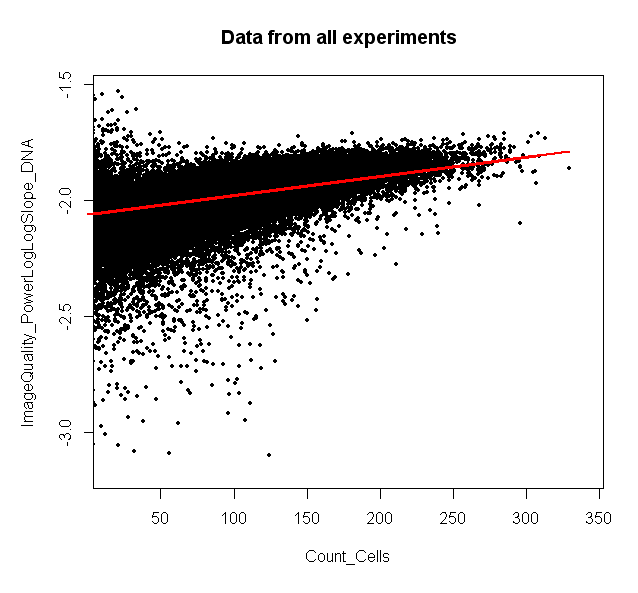 Data from all experiments
ImageQuality_PowerLogLogSlope_DNA
-1.5
-2.0
-2.5
-3.0
50 100 150 200 250 300 350
Count_Cells